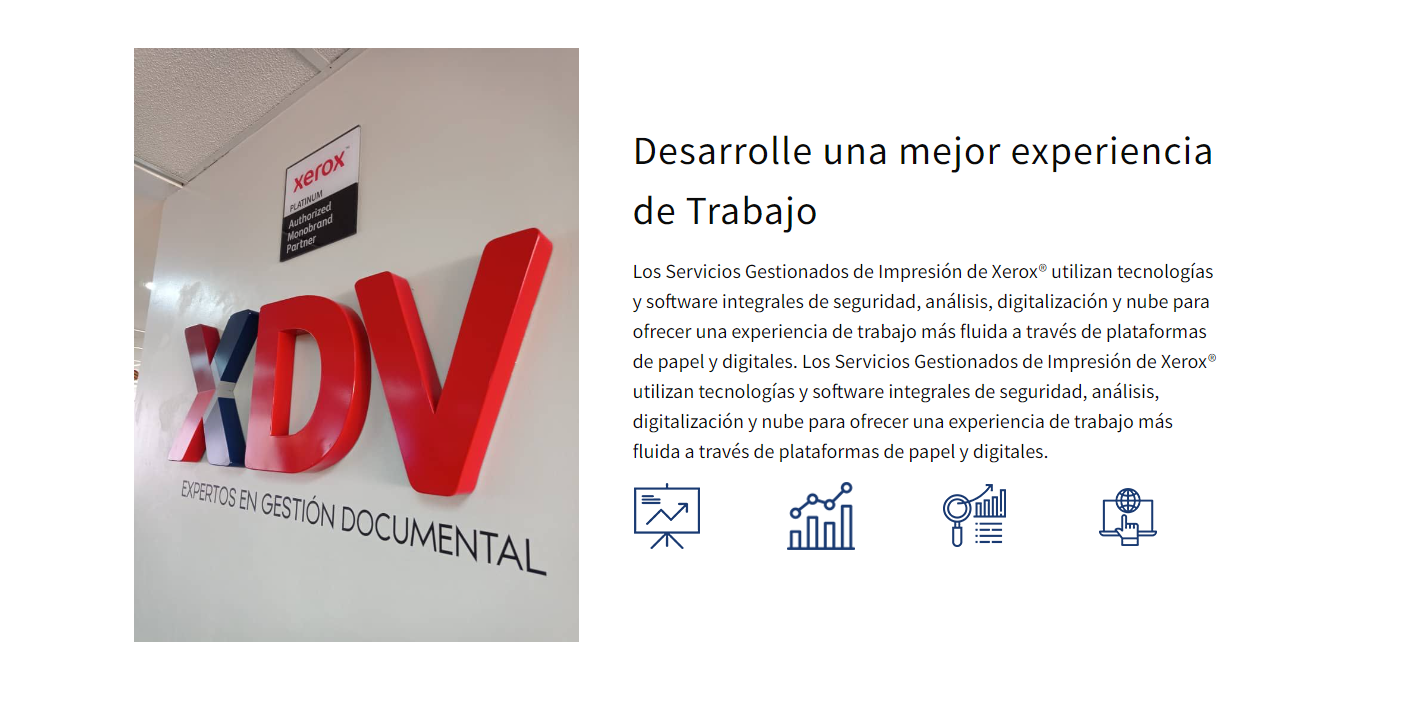 xerox™
PLATINUM
Authorized
Monobrand
Partner
XDV
EXPERTOS EN GESTIÓN DOCUMENTAL
Desarrolle una mejor experiencia
de Trabajo
Los Servicios Gestionados de Impresión de Xerox® utilizan tecnologías
y software integrales de seguridad, análisis, digitalización y nube para
ofrecer una experiencia de trabajo más fluida a través de plataformas
de papel y digitales. Los Servicios Gestionados de Impresión de Xerox®
utilizan tecnologías y software integrales de seguridad, análisis,
digitalización y nube para ofrecer una experiencia de trabajo más
fluida a través de plataformas de papel y digitales.